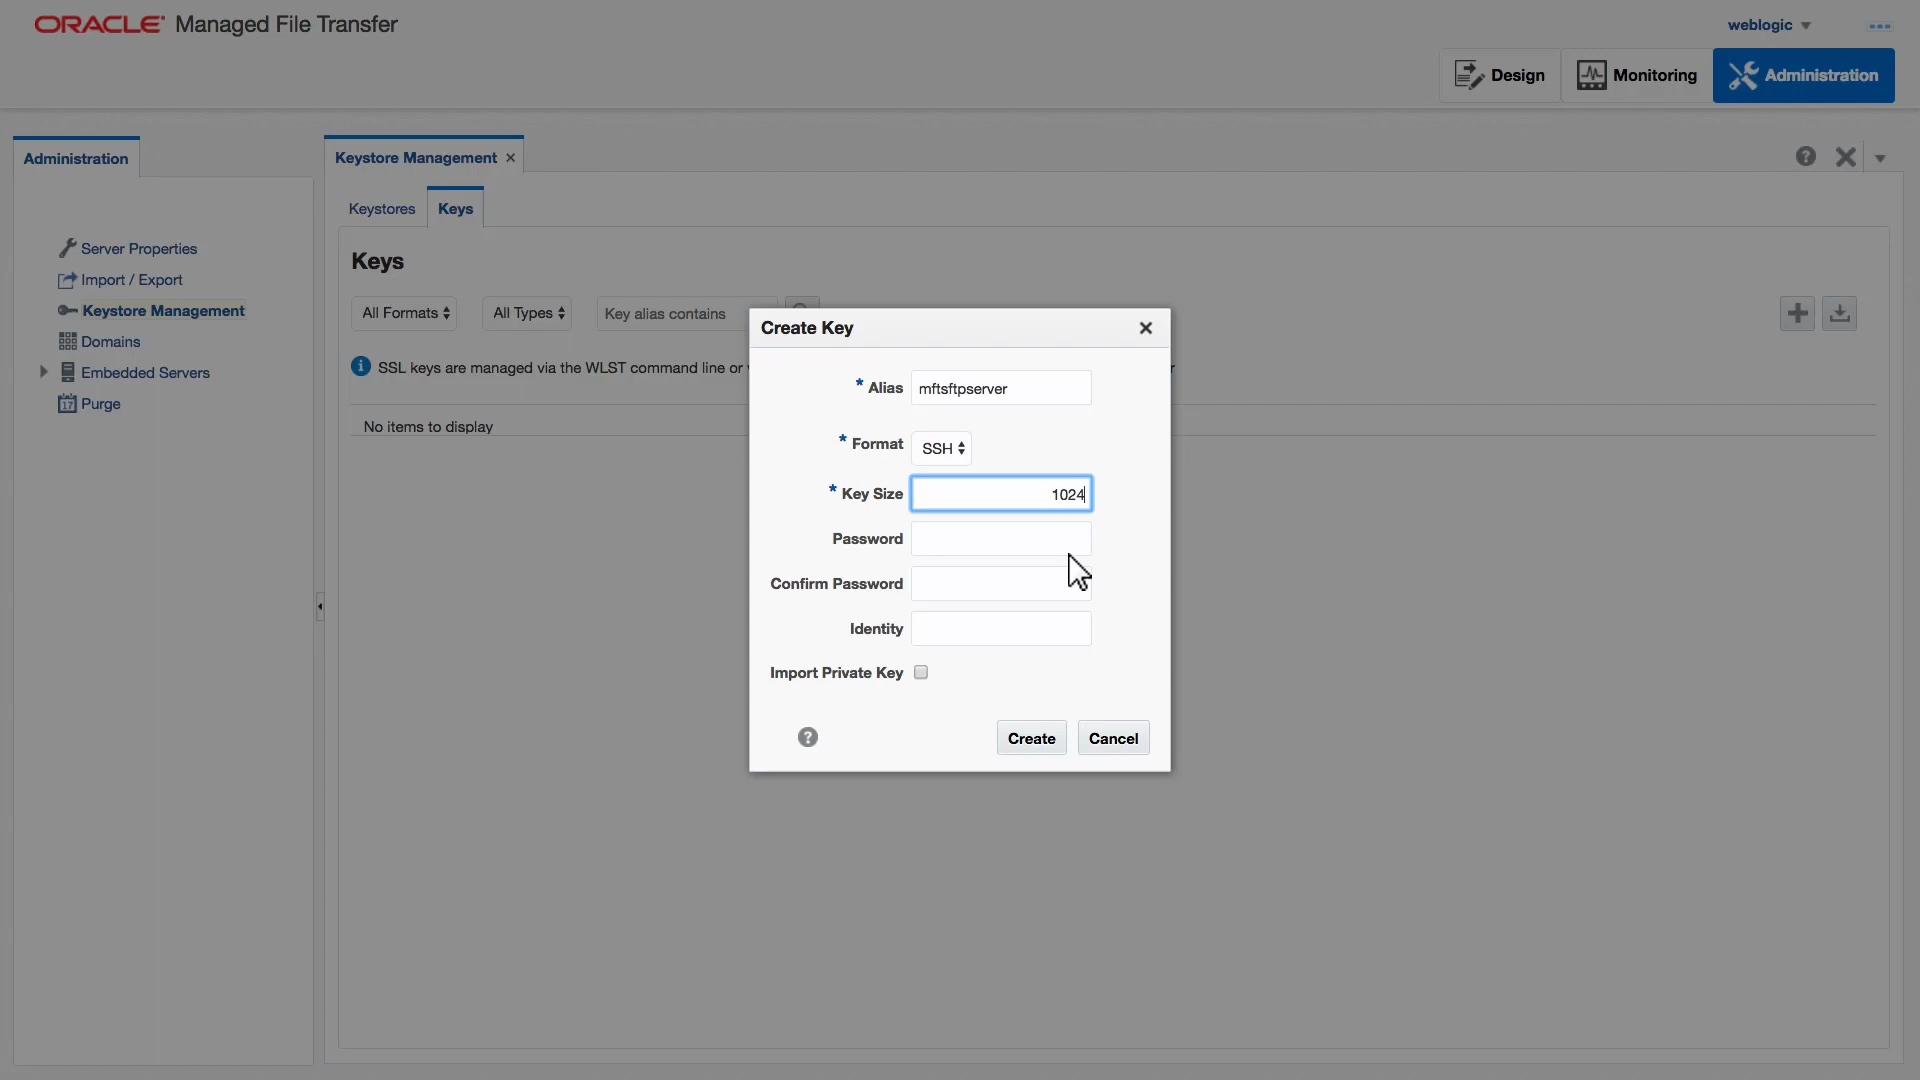 ORACLE Managed File Transfer
weblogic
Design
Monitoring
Administration
Administration
Server Properties
Import / Export
Keystore Management
Domains
Embedded Servers
17 Purge
Keystore Management
Keystores
Keys
Keys
All Formats
All Types
Key alias contains
SSL keys are managed via the WLST command line or
No items to display
Create Key
* Alias mftsftpserver
* Format SSH
* Key Size 1024
Password
Confirm Password
Identity
Import Private Key
Create
Cancel